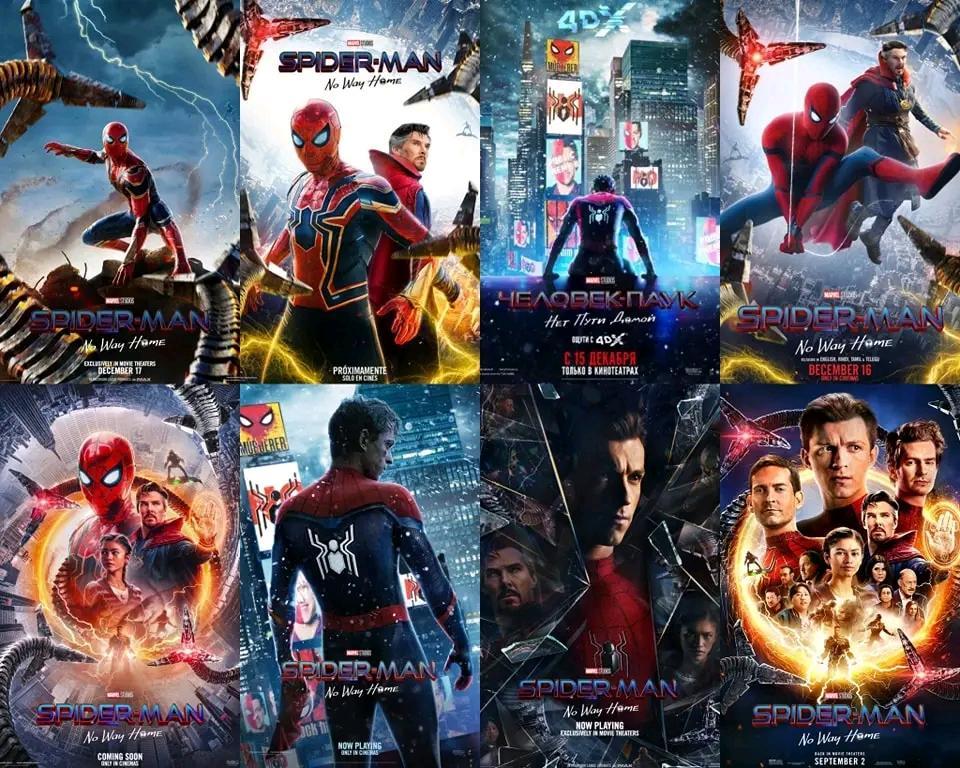 MARVEL STUDIOS
SPIDER-MAN
No Way Home
EXCLUSIVELY IN MOVIE THEATERS
DECEMBER 17
MARVEL STUDIOS
SPIDER-MAN
No Way Home
PRÓXIMAMENTE
SOLO EN CINES
4DX
MURDERER
MARVEL STUDIOS
ЧЕЛОВЕК-ПАУК
Нет Пути Домой
ОЩУТИ С 4DX
С 15 ДЕКАБРЯ
ТОЛЬКО В КИНОТЕАТРАХ
MARVEL STUDIOS
SPIDER-MAN
No Way Home
RELEASING IN ENGLISH, HINDI, TAMIL & TELUGU
DECEMBER 16
ONLY IN CINEMAS
MARVEL STUDIOS
SPIDER-MAN
No Way Home
COMING SOON
ONLY IN CINEMAS
MURDERER
MARVEL STUDIOS
SPIDER-MAN
No Way Home
NOW PLAYING
ONLY IN CINEMAS
MARVEL STUDIOS
SPIDER-MAN
No Way Home
NOW PLAYING
EXCLUSIVELY IN MOVIE THEATERS
MARVEL STUDIOS
SPIDER-MAN
No Way Home
BACK IN MOVIE THEATERS
SEPTEMBER 2